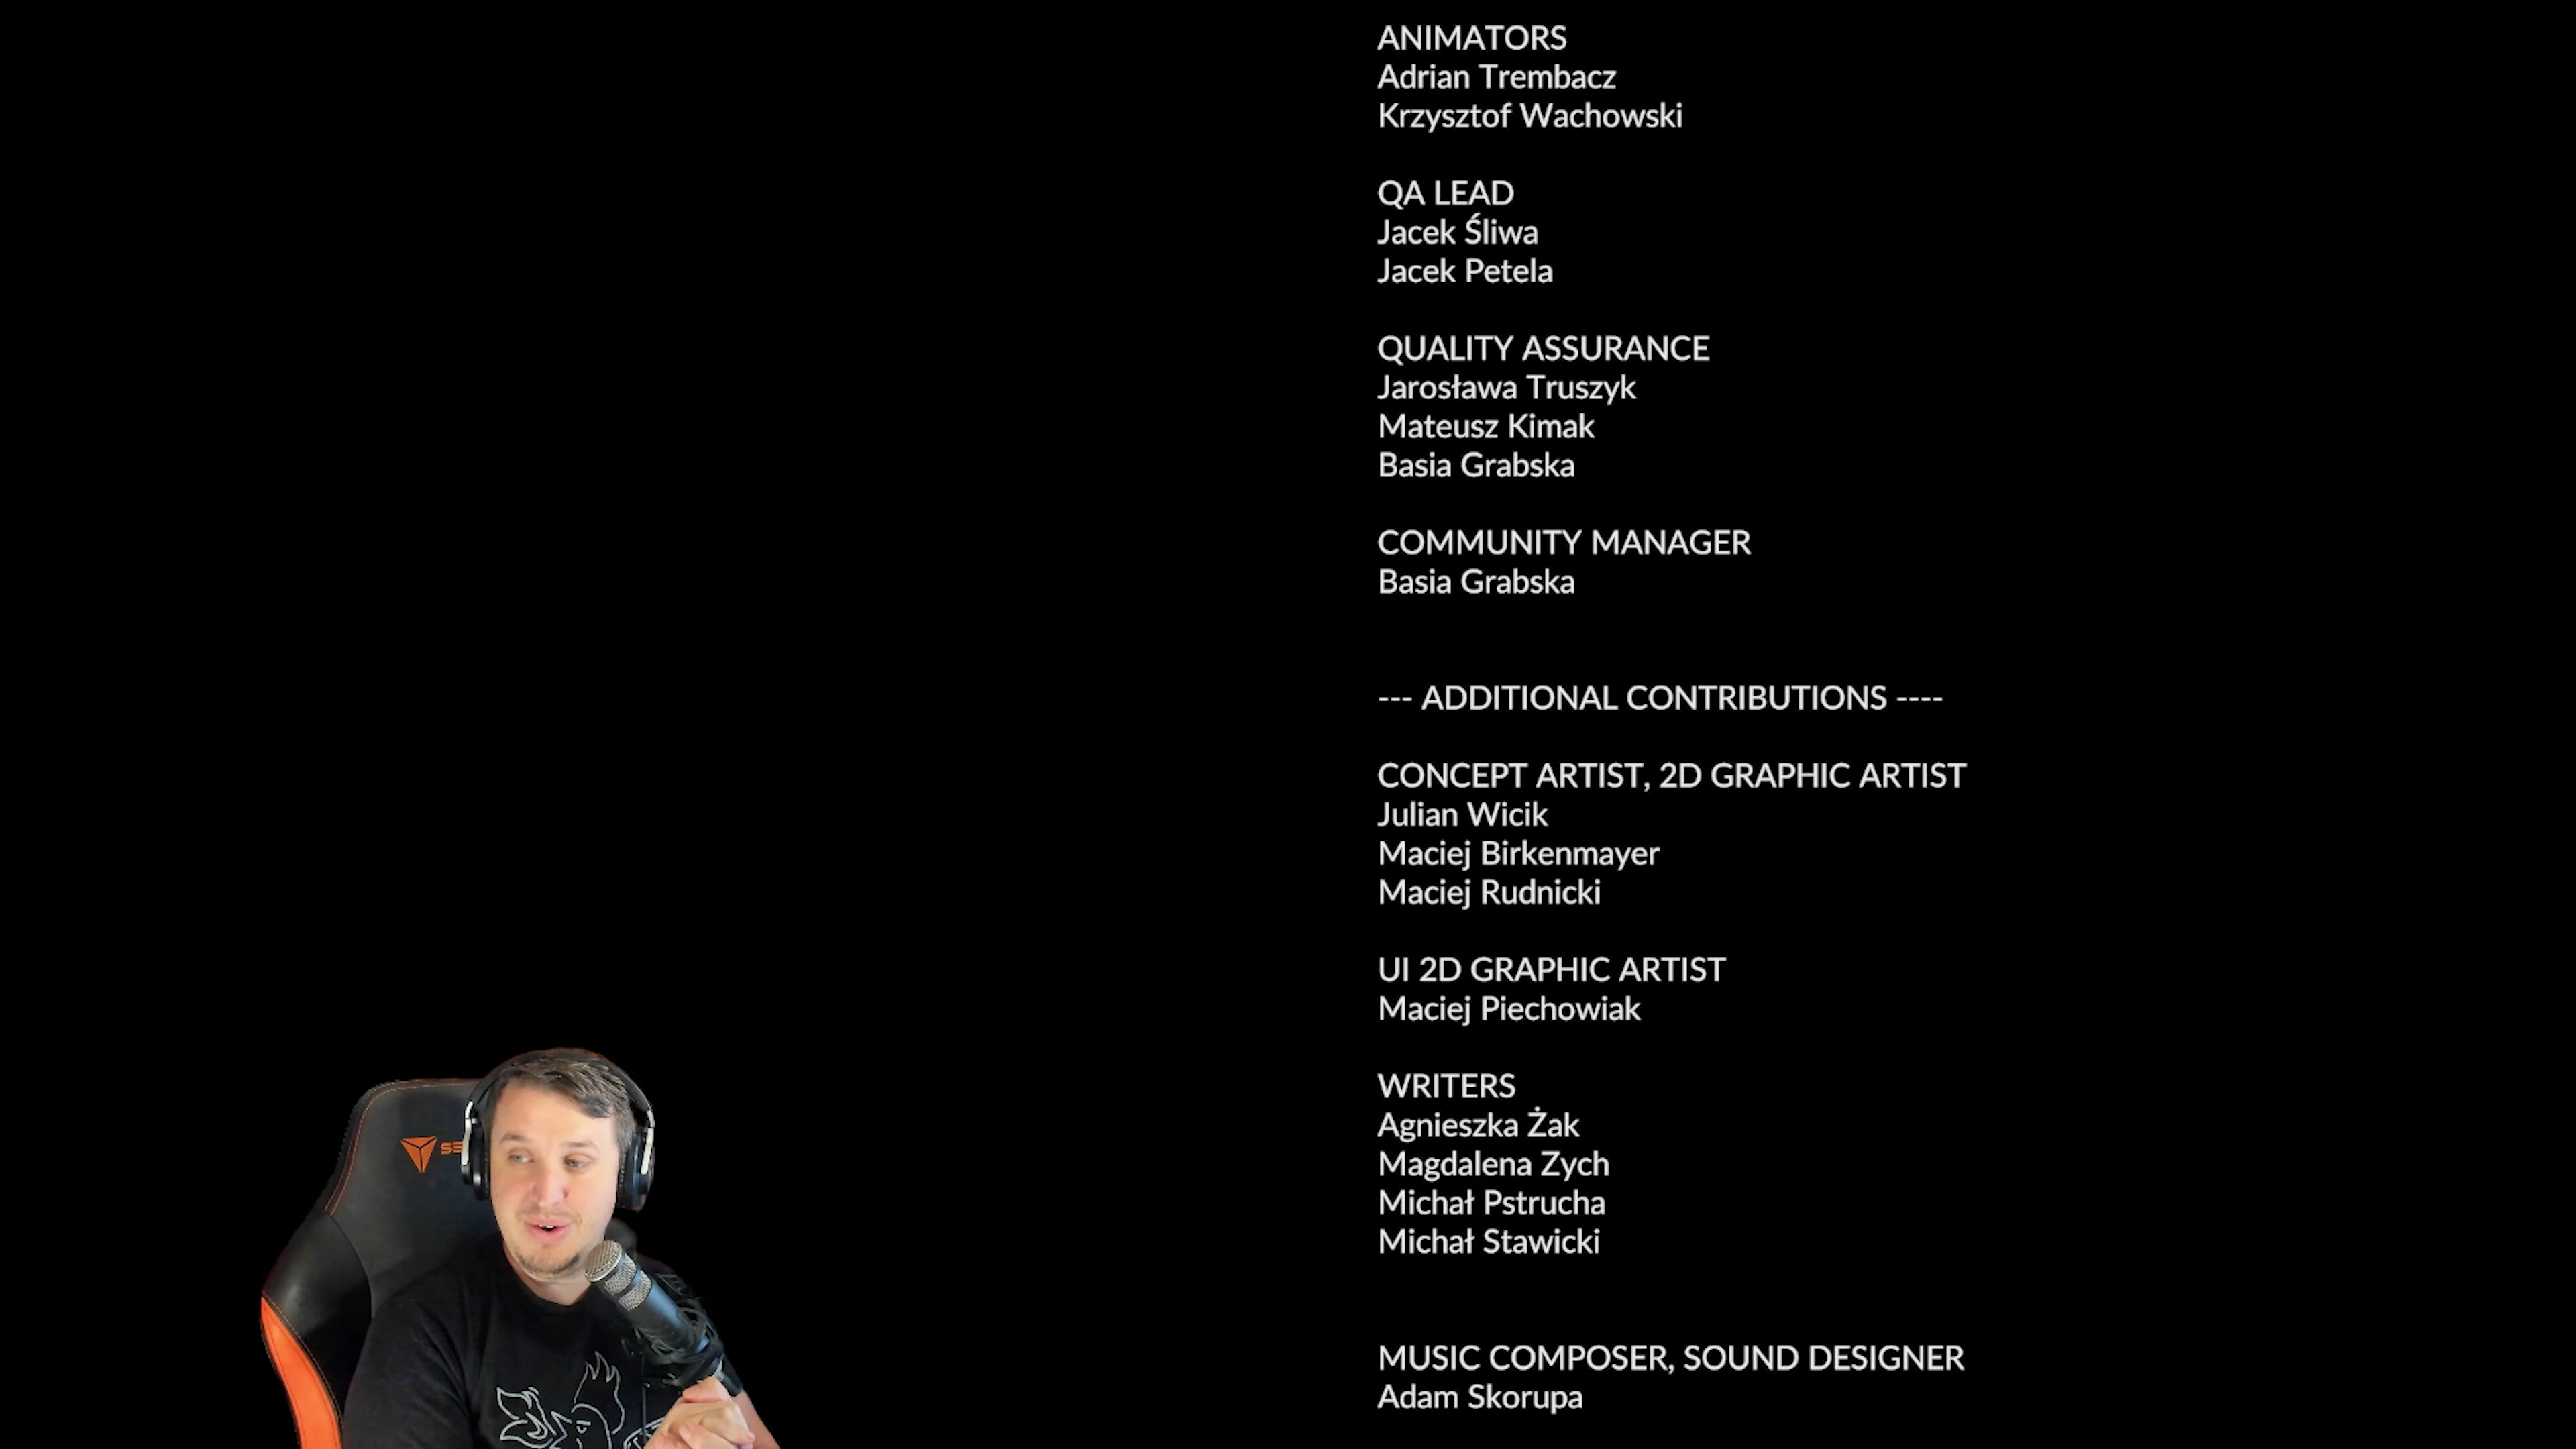 ANIMATORS
Adrian Trembacz
Krzysztof Wachowski
QA LEAD
Jacek Śliwa
Jacek Petela
QUALITY ASSURANCE
Jarosława Truszyk
Mateusz Kimak
Basia Grabska
COMMUNITY MANAGER
Basia Grabska
--- ADDITIONAL CONTRIBUTIONS ----
CONCEPT ARTIST, 2D GRAPHIC ARTIST
Julian Wicik
Maciej Birkenmayer
Maciej Rudnicki
UI 2D GRAPHIC ARTIST
Maciej Piechowiak
WRITERS
Agnieszka Żak
Magdalena Zych
Michał Pstrucha
Michał Stawicki
MUSIC COMPOSER, SOUND DESIGNER
Adam Skorupa